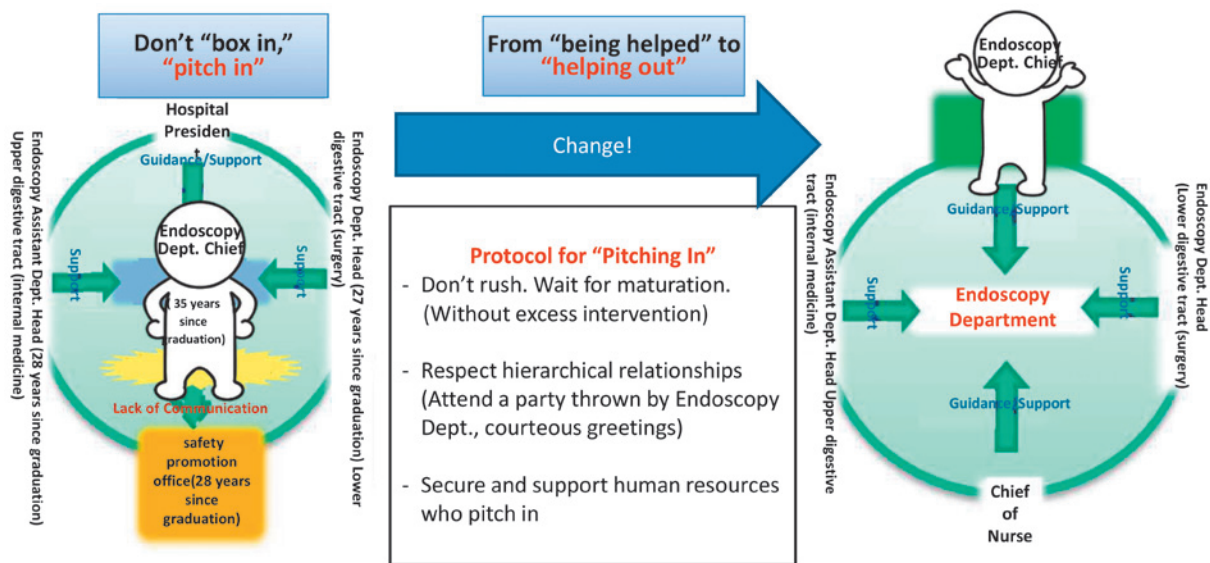 Don't "box in,"
"pitch in"
Hospital
Presiden
Guidance/Support
Endoscopy Assistant Dept. Head (28 years since graduation)
Upper digestive tract (internal medicine)
Support
Endoscopy
Dept. Chief
(35 years
since
graduation)
Support
Endoscopy Dept. Head (27 years since graduation) Lower
digestive tract (surgery)
Lack of Communication
safety
promotion
office(28 years
since
graduation)
From "being helped" to
"helping out"
Change!
Protocol for "Pitching In"
- Don't rush. Wait for maturation.
(Without excess intervention)
- Respect hierarchical relationships
(Attend a party thrown by Endoscopy
Dept., courteous greetings)
- Secure and support human resources
who pitch in
Endoscopy
Dept. Chief
Guidance/Support
Endoscopy Assistant Dept. Head Upper digestive
tract (internal medicine)
Support
Endoscopy
Department
Support
Endoscopy Dept. Head
(Lower digestive tract (surgery)
Guidance/Support
Chief
of
Nurse